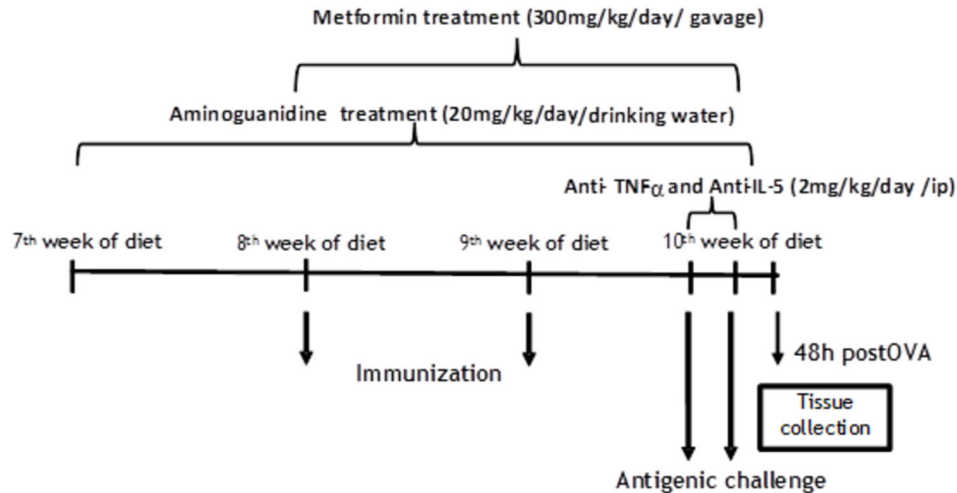 Metformin treatment (300mg/kg/day/ gavage)
Aminoguanidine treatment (20mg/kg/day/drinking water)
Anti- TNFα and Anti-IL-5 (2mg/kg/day /ip)
7th week of diet
8th week of diet
9th week of diet
10th week of diet
48h postOVA
Immunization
Tissue
collection
Antigenic challenge